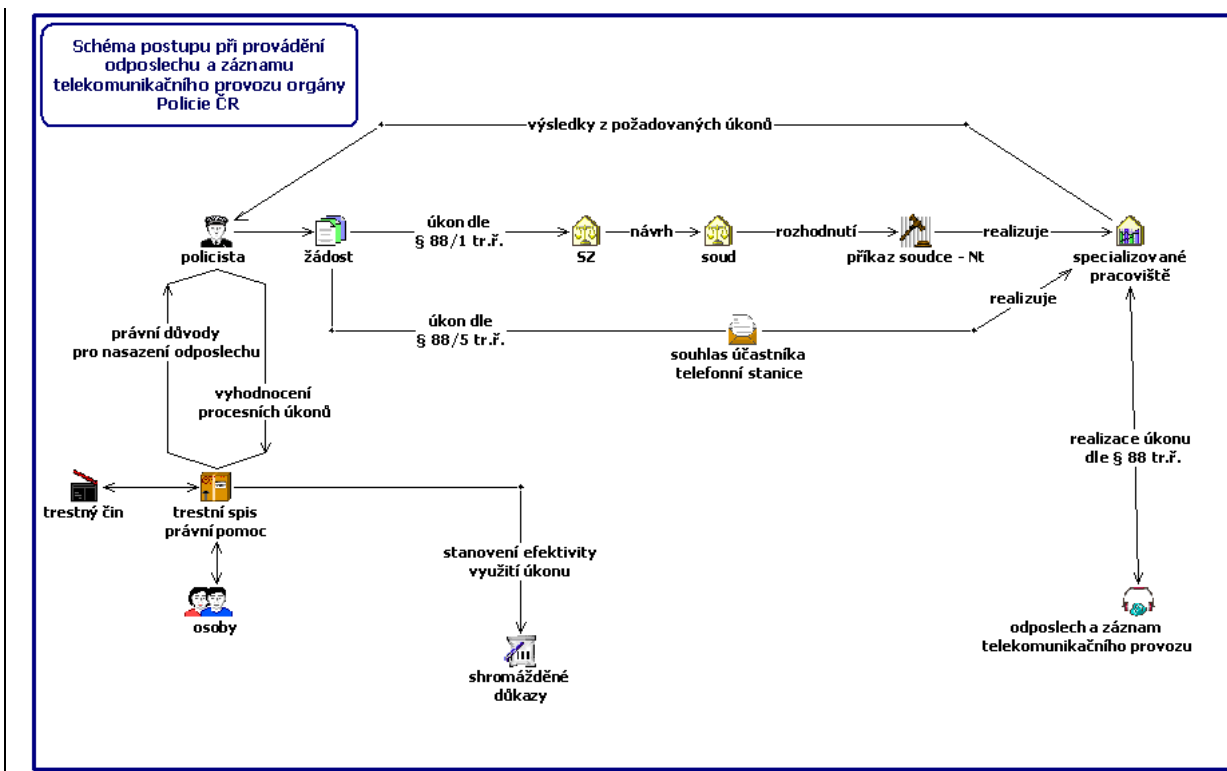 Schéma postupu při provádění
odposlechu a záznamu
telekomunikačního provozu orgány
Policie ČR
výsledky z požadovaných úkonů
policista
žádost
úkon dle
§ 88/1 tr.ř.
SZ
návrh
soud
rozhodnutí
příkaz soudce - Nt
realizuje
specializované
pracoviště
realizuje
úkon dle
§ 88/5 tr.ř.
souhlas účastníka
telefonní stanice
právní důvody
pro nasazení odposlechu
vyhodnocení
procesních úkonů
realizace úkonu
dle § 88 tr.ř.
trestný čin
trestní spis
právní pomoc
stanovení efektivity
využití úkonu
osoby
odposlech a záznam
telekomunikačního provozu
shromážděné
důkazy